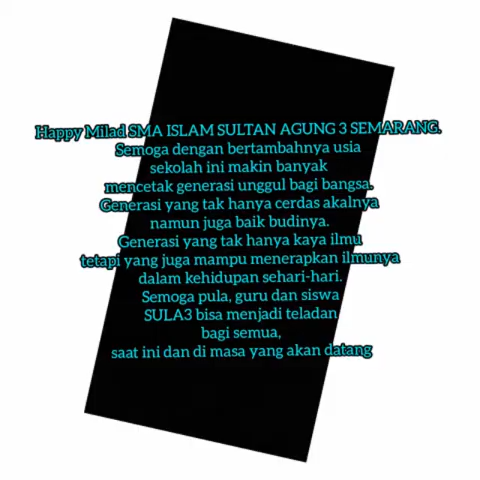 Happy Milad SMA ISLAM SULTAN AGUNG 3 SEMARANG.
Semoga dengan bertambahnya usia
sekolah ini makin banyak
mencetak generasi unggul bagi bangsa.
Generasi yang tak hanya cerdas akalnya
namun juga baik budinya.
Generasi yang tak hanya kaya ilmu
tetapi yang juga mampu menerapkan ilmunya
dalam kehidupan sehari-hari.
Semoga pula, guru dan siswa
SULA3 bisa menjadi teladan
bagi semua,
saat ini dan di masa yang akan datang